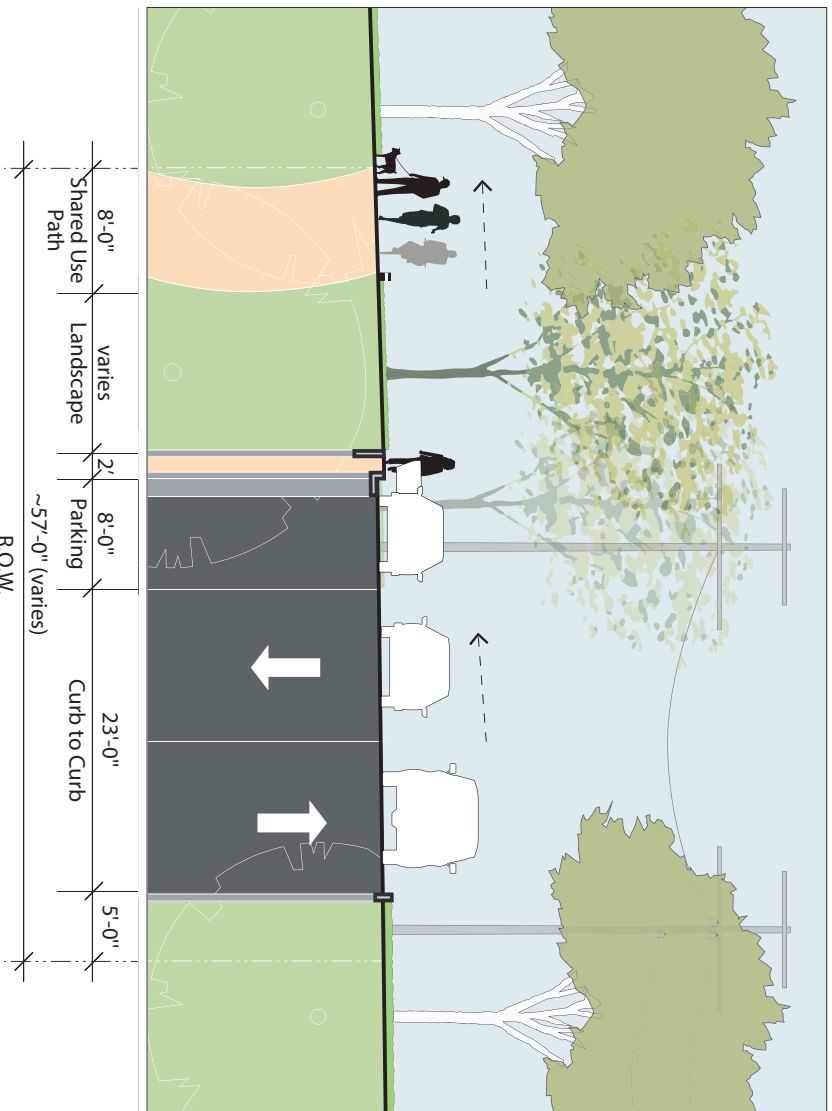 8'-0"
Shared Use
Path
varies
Landscape
2'
8'-0"
Parking
23'-0"
Curb to Curb
5'-0"
~57'-0" (varies)
R.O.W.